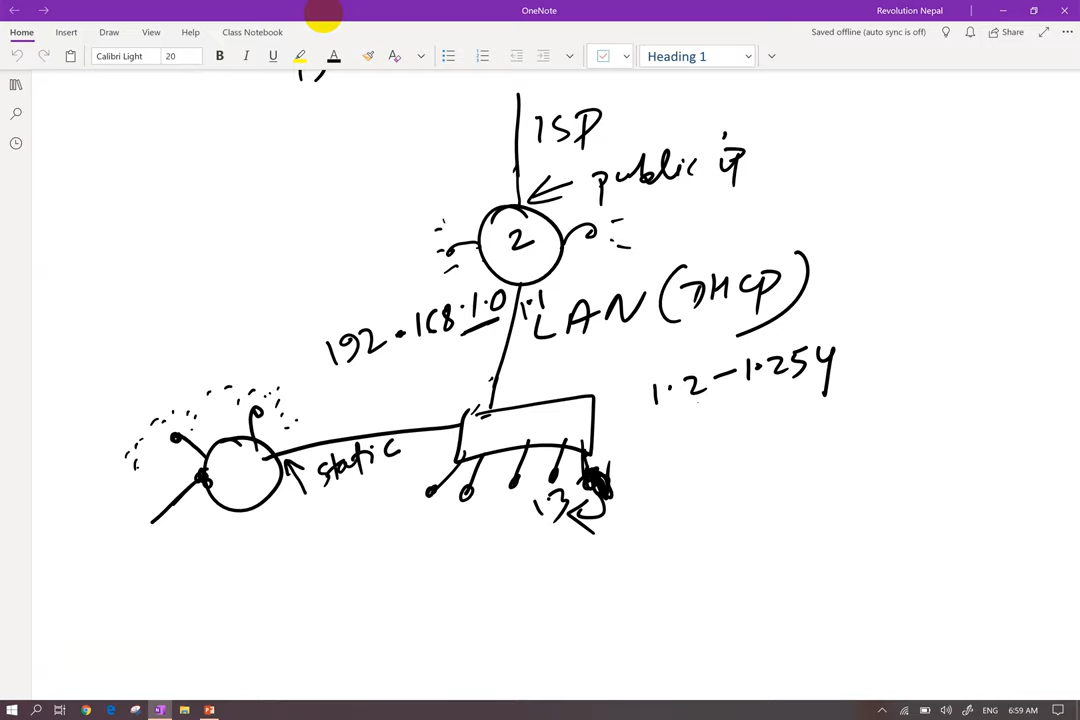 OneNote
Revolution Nepal
Home Insert Draw View Help Class Notebook
Saved offline (auto sync is off)
Share
Calibri Light 20 B I U A Heading 1
ISP
public ip
2
192.168.1.0 1.1
LAN (DHCP)
1.2 - 1.254
static
1.3
ENG 6:59 AM